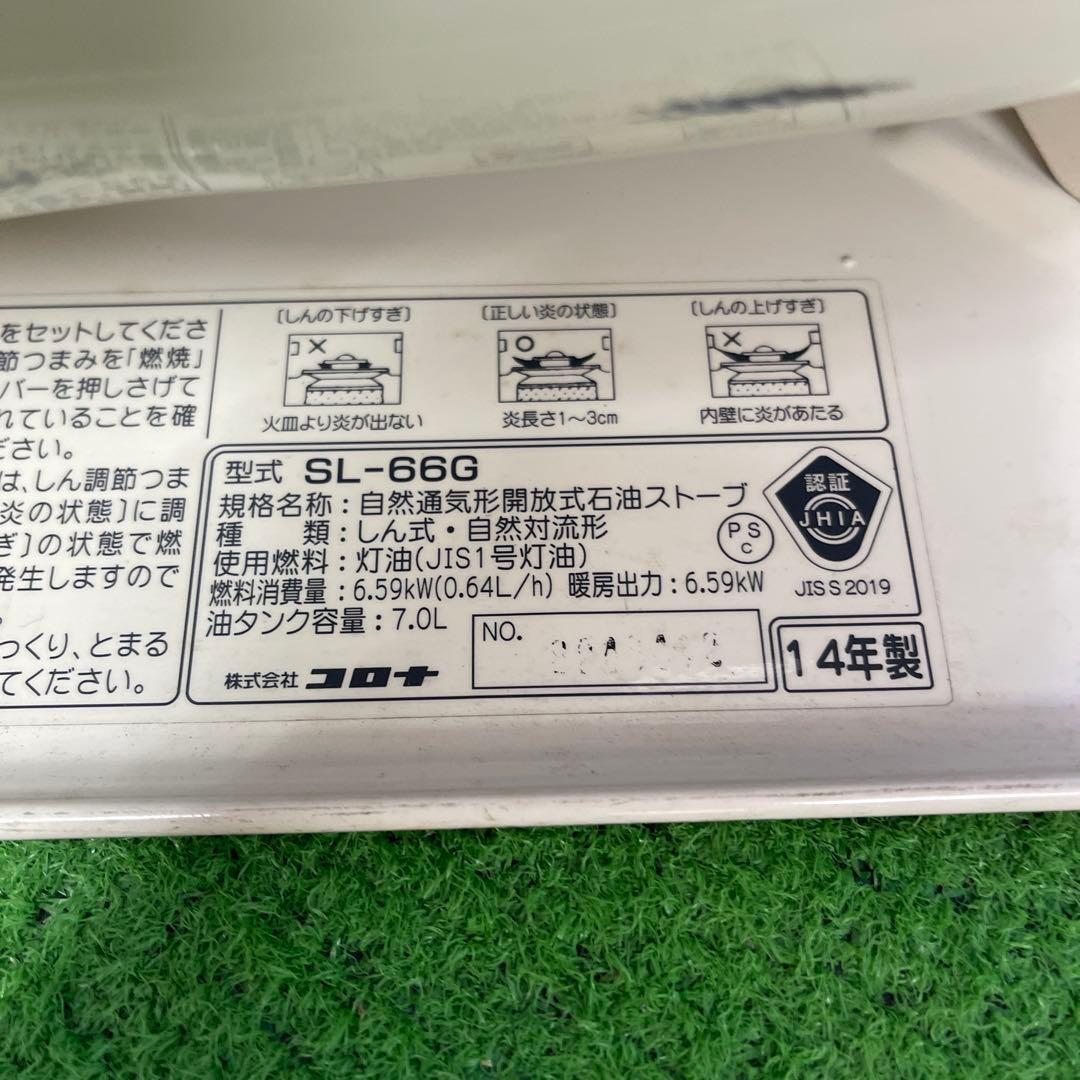 をセットしてくださ
節つまみを「燃焼」
バーを押しさげて
れていることを確
ださい。
は、しん調節つま
炎の状態〕に調
ぎ〕の状態で燃
発生しますので
っくり、とまる
てください。
〔しんの下げすぎ〕
火皿より炎が出ない
〔正しい炎の状態〕
炎長さ1〜3cm
〔しんの上げすぎ〕
内壁に炎があたる
型式 SL-66G
規格名称：自然通気形開放式石油ストーブ
種　　類：しん式・自然対流形
使用燃料：灯油(JIS1号灯油)
燃料消費量：6.59kW(0.64L/h) 暖房出力：6.59kW
油タンク容量：7.0L
株式会社 コロナ
NO.
PS
C
認証
JHIA
JIS S 2019
14年製